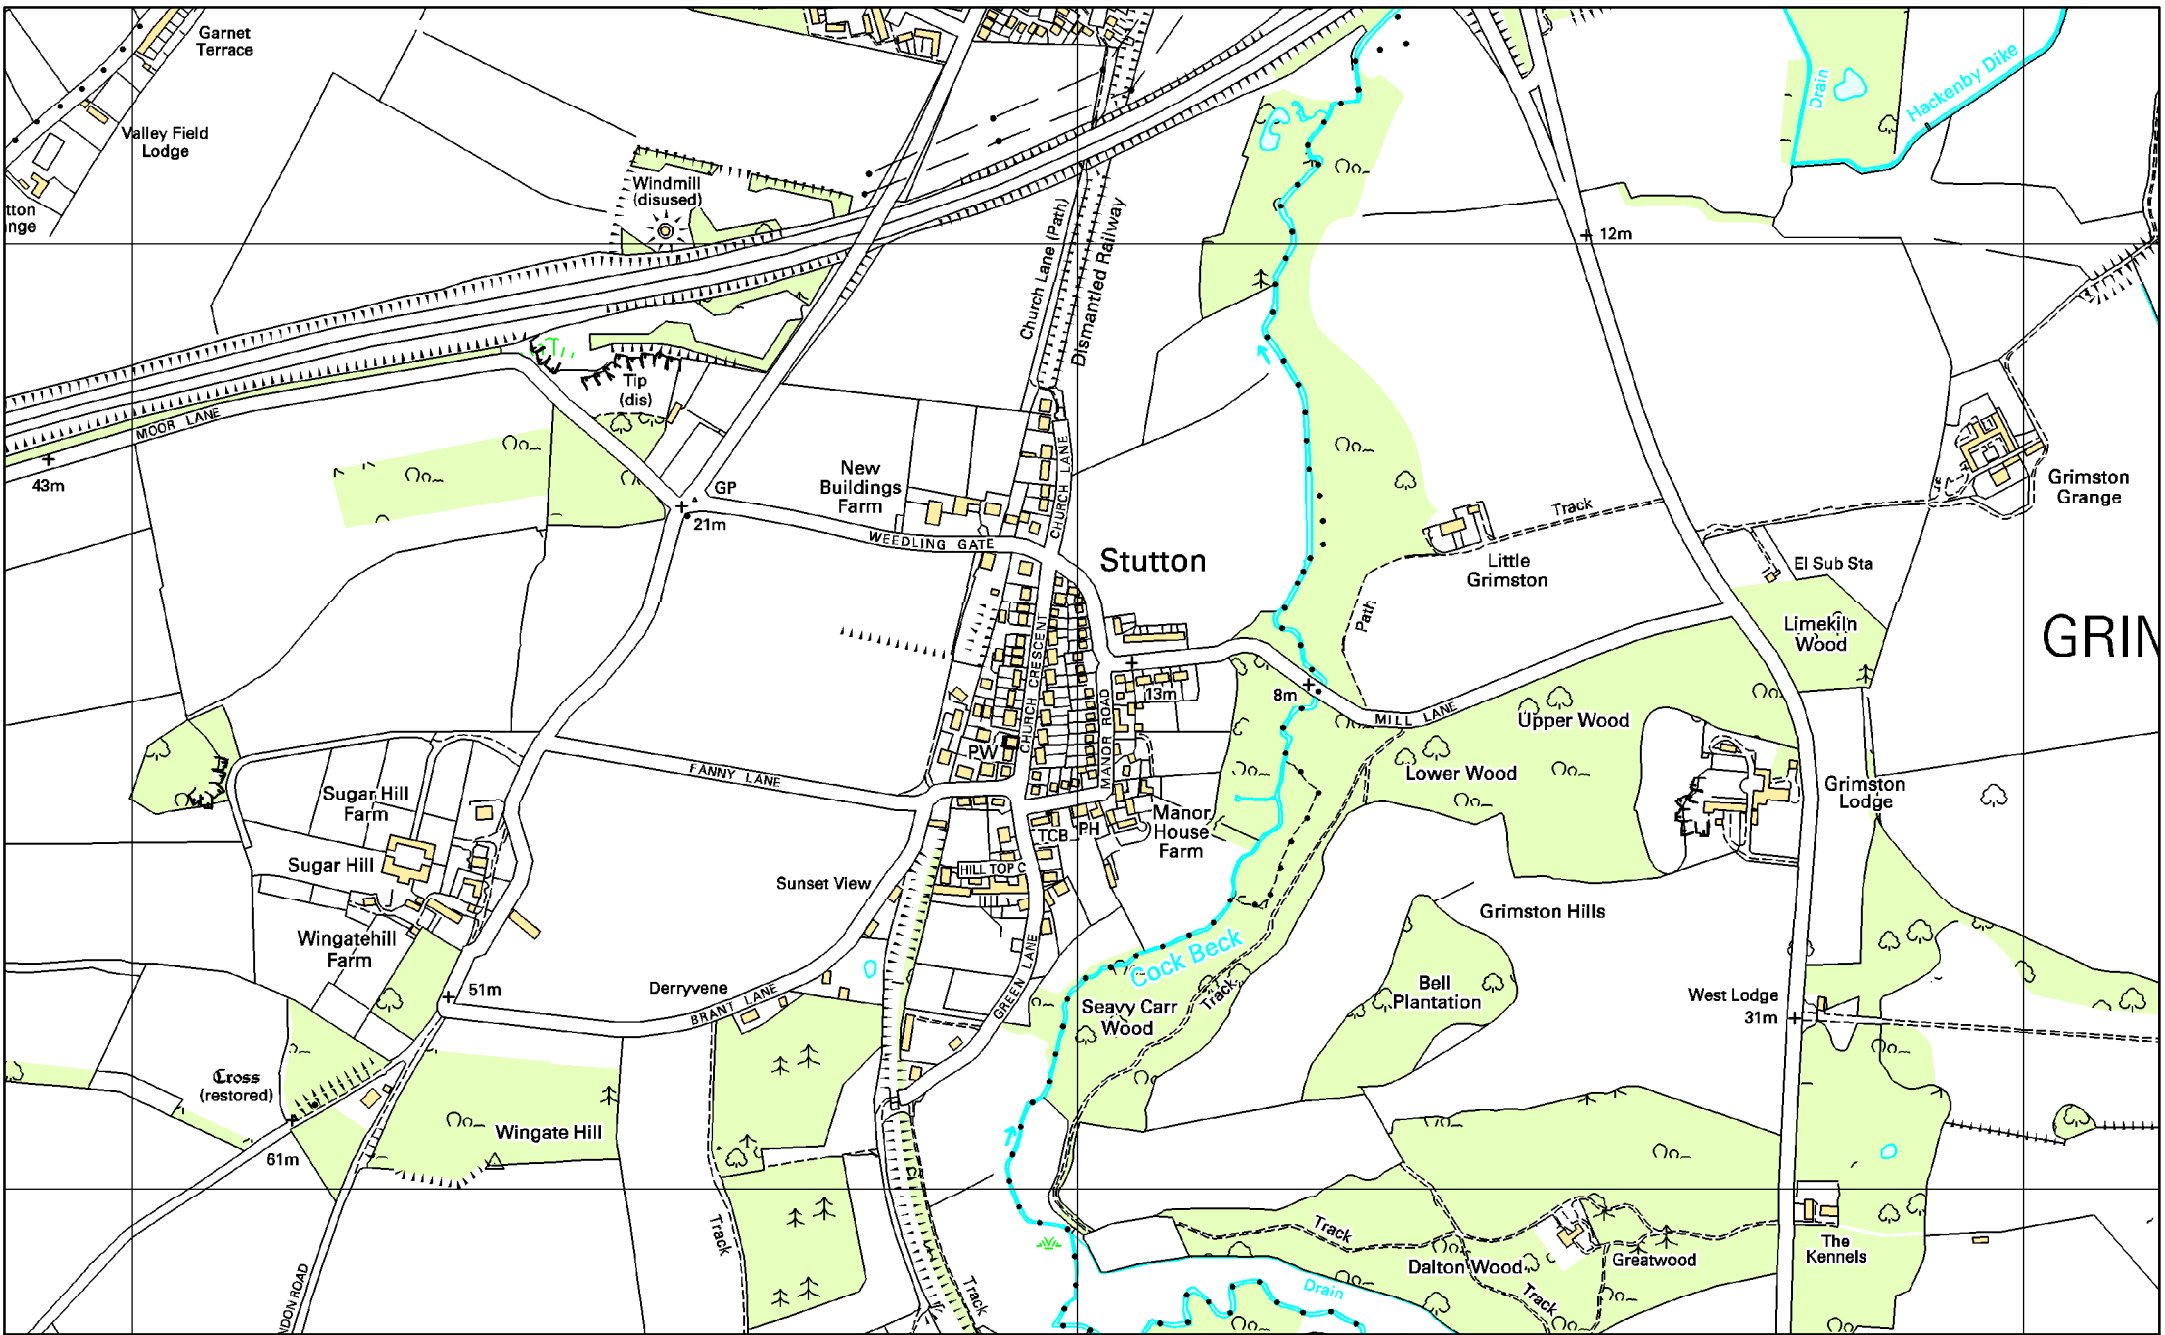 Garnet
Terrace
Valley Field
Lodge
tton
nge
Windmill
(disused)
Drain
Hackenby Dike
12m
Church Lane (Path)
Dismantled Railway
MOOR LANE
43m
Tip
(dis)
New
Buildings
Farm
GP
21m
WEEDLING GATE
CHURCH LANE
Stutton
Track
Little
Grimston
Path
Grimston
Grange
El Sub Sta
Limekiln
Wood
GRIM
13m
8m
MILL LANE
Upper Wood
Lower Wood
CHURCH CRESCENT
MANOR ROAD
PW
FANNY LANE
Sugar Hill
Farm
Sugar Hill
TCB
PH
Manor
House
Farm
HILL TOP C
Sunset View
Grimston
Lodge
Grimston Hills
Wingatehill
Farm
51m
Derryvene
BRANT LANE
GREEN LANE
Cock Beck
Track
Seavy Carr
Wood
Bell
Plantation
West Lodge
31m
Cross
(restored)
61m
Wingate Hill
Track
NDON ROAD
Track
Track
Dalton Wood
Greatwood
Track
The
Kennels
Drain